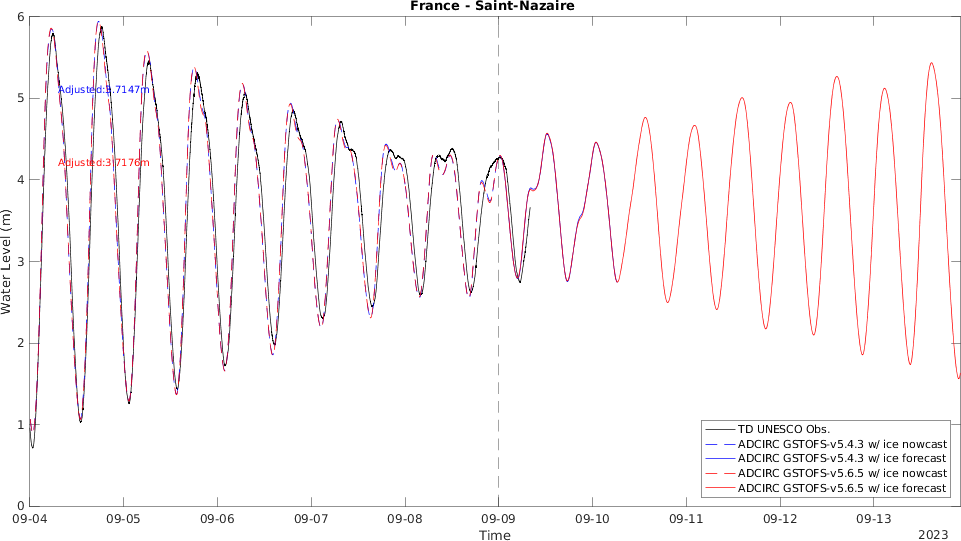 France - Saint-Nazaire
6
5
4
3
2
1
0
Water Level (m)
Adjusted:3.7147m
Adjusted:3.7176m
TD UNESCO Obs.
ADCIRC GSTOFS-v5.4.3 w/ ice nowcast
ADCIRC GSTOFS-v5.4.3 w/ ice forecast
ADCIRC GSTOFS-v5.6.5 w/ ice nowcast
ADCIRC GSTOFS-v5.6.5 w/ ice forecast
09-04 09-05 09-06 09-07 09-08 09-09 09-10 09-11 09-12 09-13
Time
2023